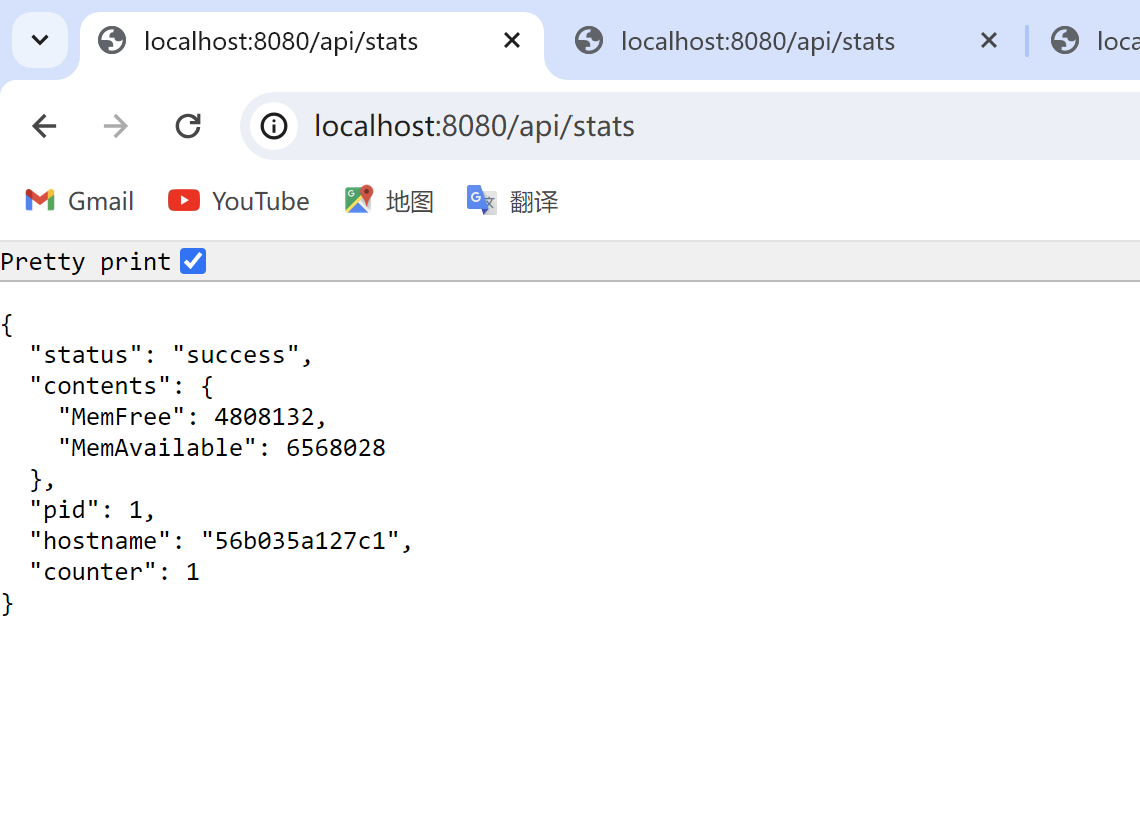 localhost:8080/api/stats
localhost:8080/api/stats
loca
localhost:8080/api/stats
Gmail
YouTube
地图
翻译
Pretty print
{
  "status": "success",
  "contents": {
    "MemFree": 4808132,
    "MemAvailable": 6568028
  },
  "pid": 1,
  "hostname": "56b035a127c1",
  "counter": 1
}